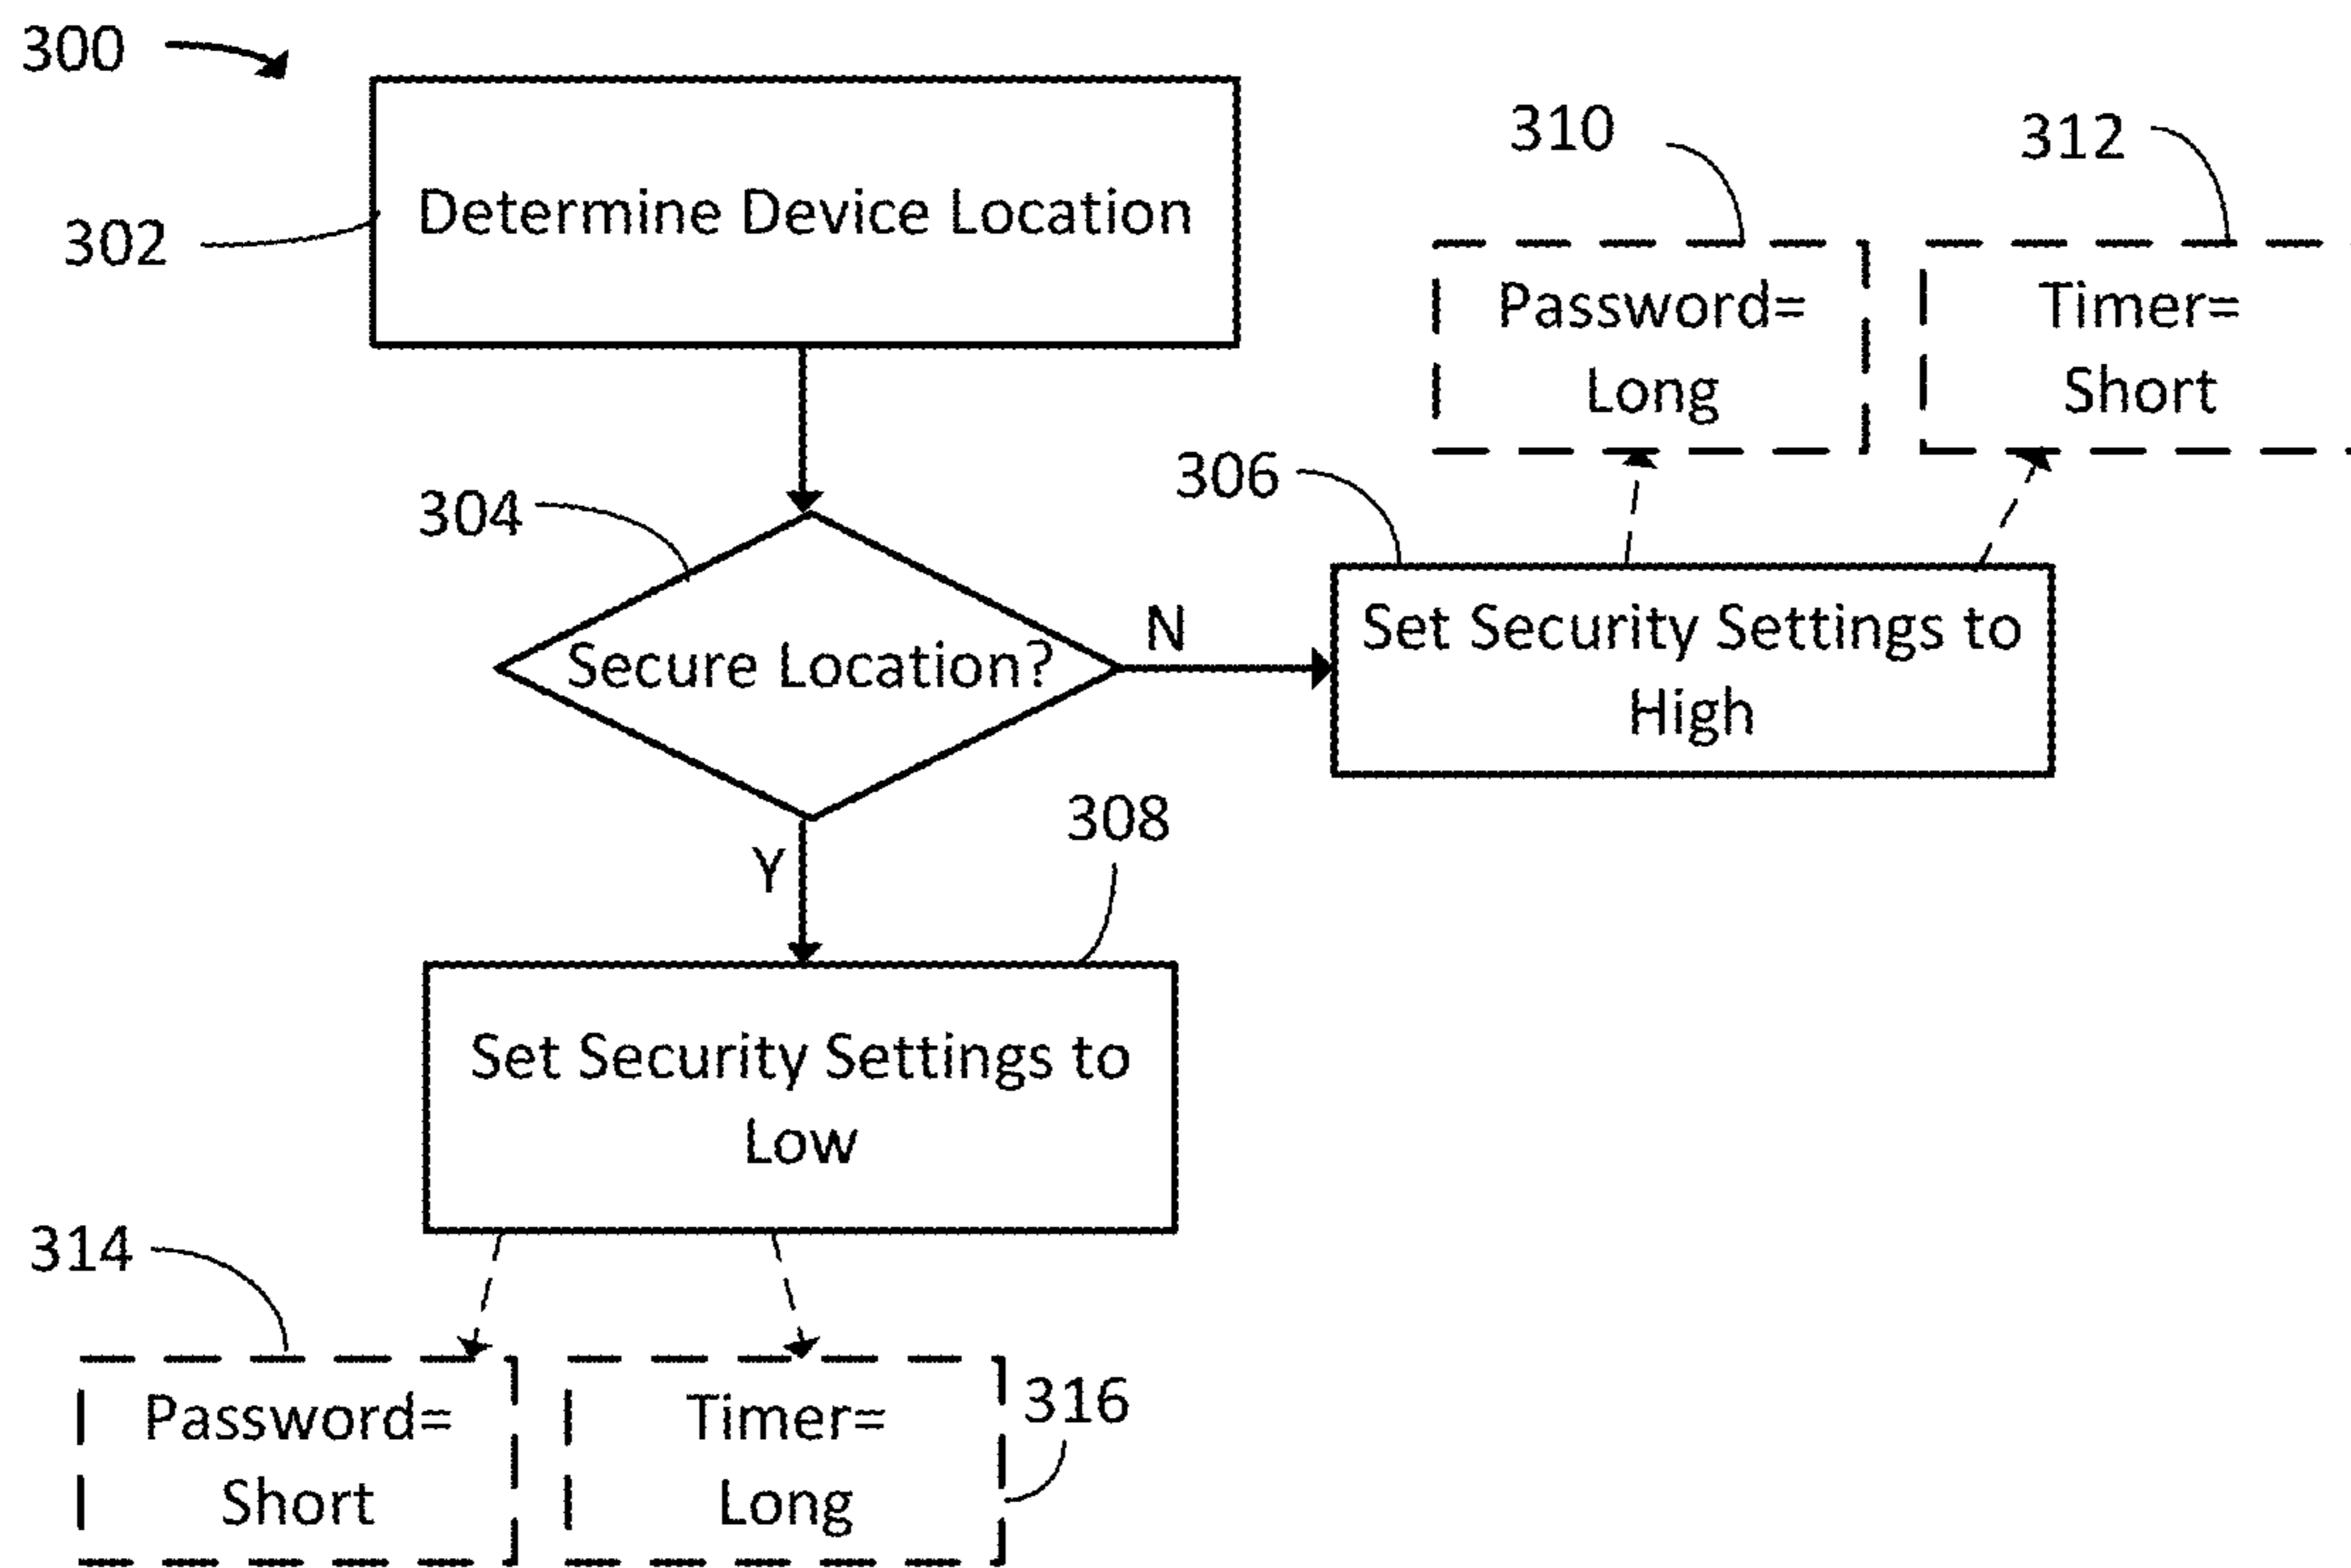 300
Determine Device Location
302
310
312
Password=
Long
Timer=
Short
304
306
Secure Location?
N
Set Security Settings to
High
Y
308
Set Security Settings to
Low
314
Password=
Short
Timer=
Long
316